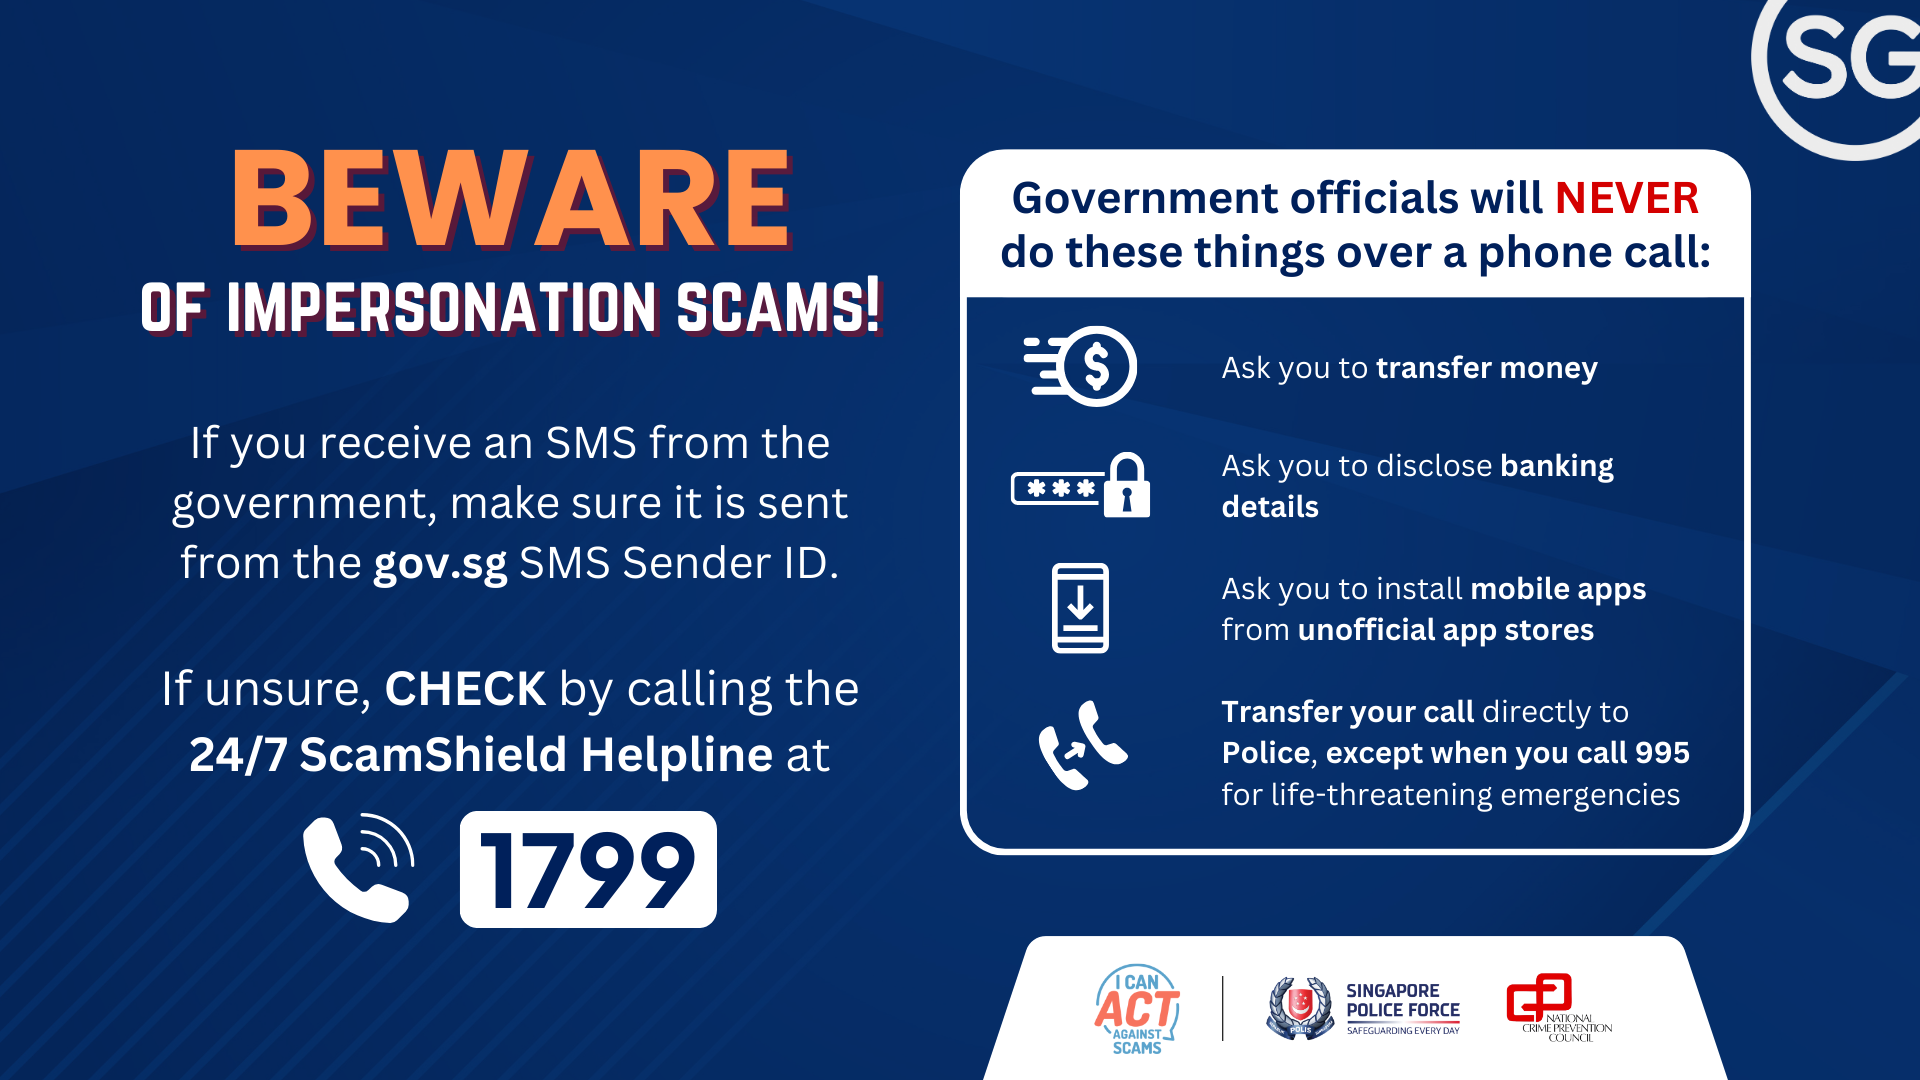 SG
BEWARE
OF IMPERSONATION SCAMS!
If you receive an SMS from the
government, make sure it is sent
from the gov.sg SMS Sender ID.
If unsure, CHECK by calling the
24/7 ScamShield Helpline at
1799
Government officials will NEVER
do these things over a phone call:
$
Ask you to transfer money
***
Ask you to disclose banking
details
Ask you to install mobile apps
from unofficial app stores
Transfer your call directly to
Police, except when you call 995
for life-threatening emergencies
I CAN
ACT
AGAINST
SCAMS
POLIS
SINGAPORE
POLICE FORCE
SAFEGUARDING EVERY DAY
NATIONAL
CRIME PREVENTION
COUNCIL